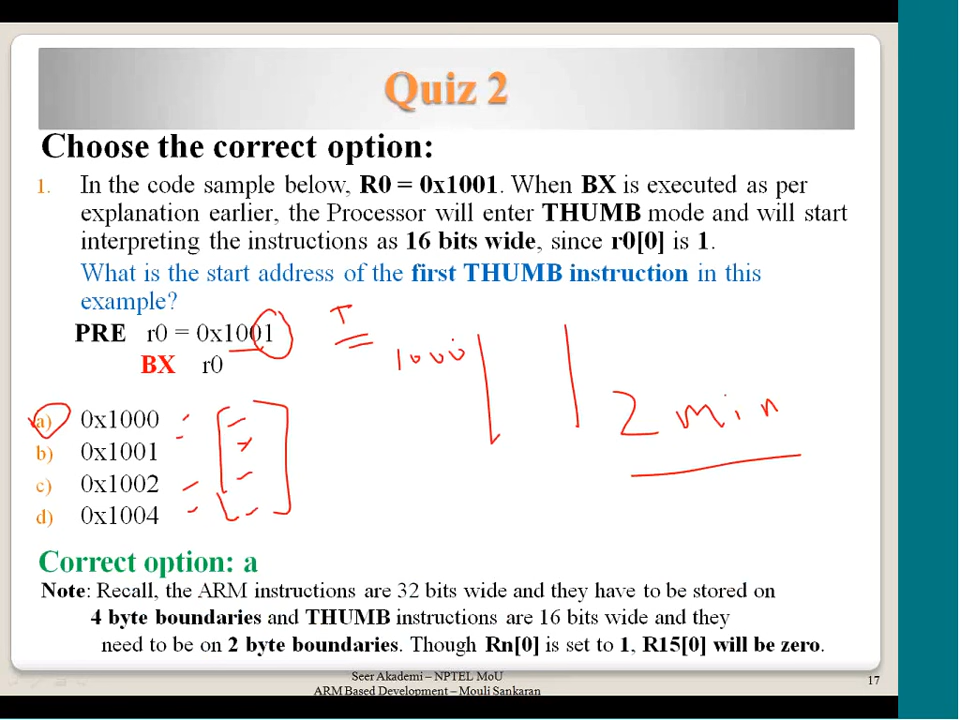 Quiz 2
Choose the correct option:
1. In the code sample below, R0 = 0x1001. When BX is executed as per
explanation earlier, the Processor will enter THUMB mode and will start
interpreting the instructions as 16 bits wide, since r0[0] is 1.
What is the start address of the first THUMB instruction in this
example?
PRE r0 = 0x1001
T
1000
BX r0
2 min
a) 0x1000
b) 0x1001
c) 0x1002
d) 0x1004
Correct option: a
Note: Recall, the ARM instructions are 32 bits wide and they have to be stored on
4 byte boundaries and THUMB instructions are 16 bits wide and they
need to be on 2 byte boundaries. Though Rn[0] is set to 1, R15[0] will be zero.
Seer Akademi – NPTEL MoU
ARM Based Development – Mouli Sankaran
17